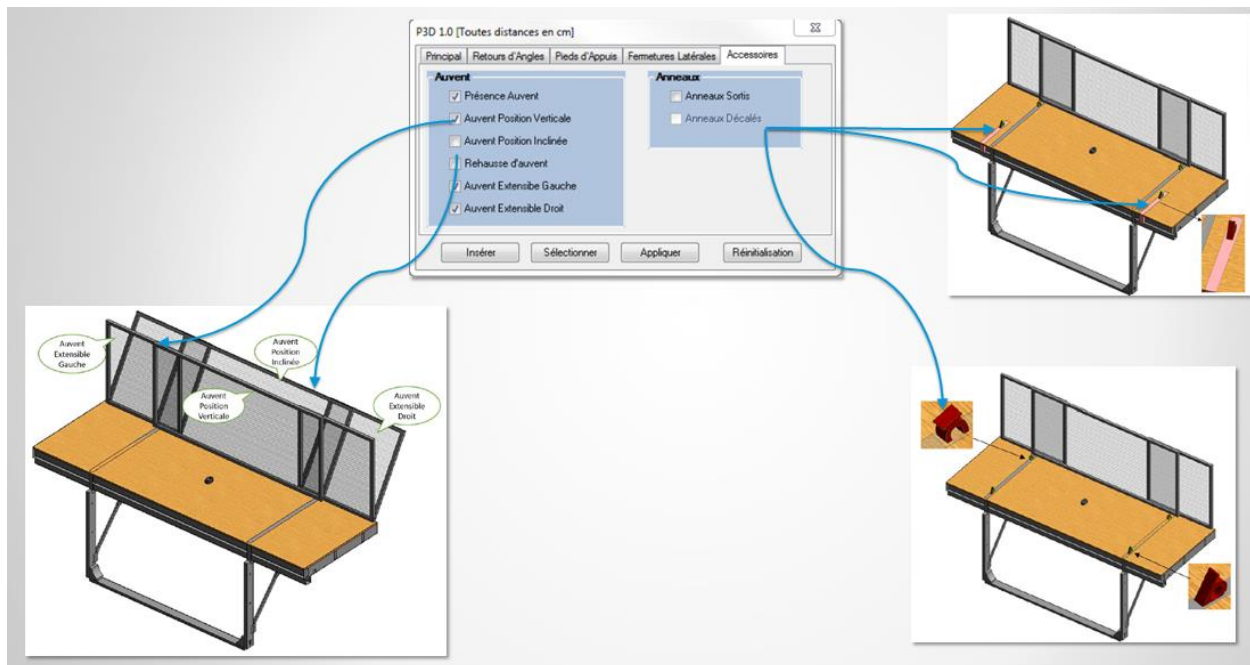 P3D 1.0 [Toutes distances en cm]
Principal Retours d'Angles Pieds d'Appuis Fermetures Latérales Accessoires
Auvent
Présence Auvent
Auvent Position Verticale
Auvent Position Inclinée
Rehausse d'auvent
Auvent Extensibe Gauche
Auvent Extensible Droit
Anneaux
Anneaux Sortis
Anneaux Décalés
Insérer Sélectionner Appliquer Réinitialisation
Auvent
Extensible
Gauche
Auvent
Position
Inclinée
Auvent
Position
Verticale
Auvent
Extensible
Droit